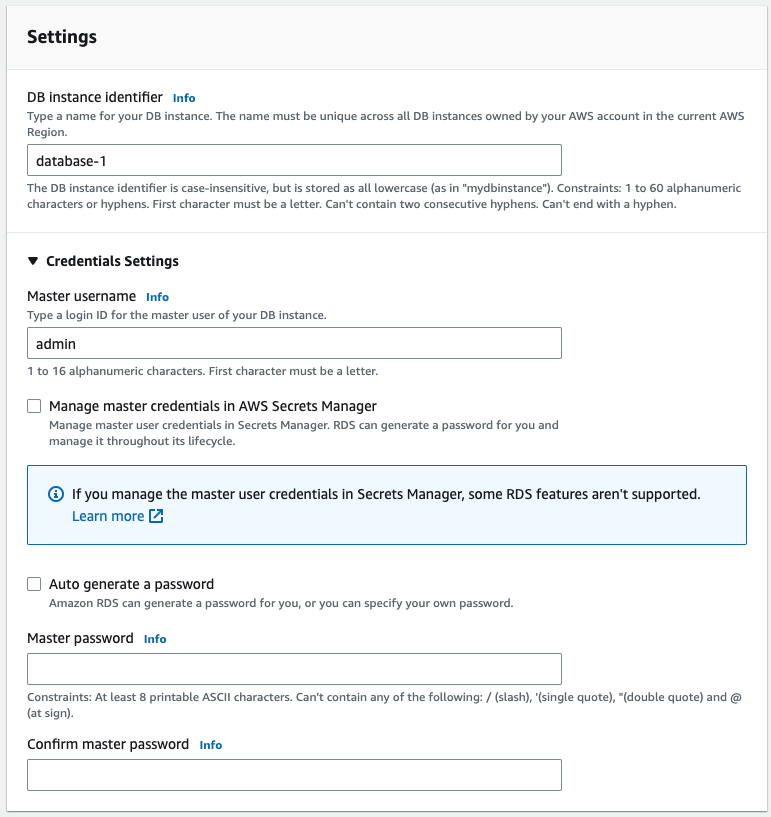 Settings
DB instance identifier Info
Type a name for your DB instance. The name must be unique across all DB instances owned by your AWS account in the current AWS
Region.
database-1
The DB instance identifier is case-insensitive, but is stored as all lowercase (as in "mydbinstance"). Constraints: 1 to 60 alphanumeric
characters or hyphens. First character must be a letter. Can't contain two consecutive hyphens. Can't end with a hyphen.
Credentials Settings
Master username Info
Type a login ID for the master user of your DB instance.
admin
1 to 16 alphanumeric characters. First character must be a letter.
Manage master credentials in AWS Secrets Manager
Manage master user credentials in Secrets Manager. RDS can generate a password for you and
manage it throughout its lifecycle.
If you manage the master user credentials in Secrets Manager, some RDS features aren't supported.
Learn more
Auto generate a password
Amazon RDS can generate a password for you, or you can specify your own password.
Master password Info
Constraints: At least 8 printable ASCII characters. Can't contain any of the following: / (slash), '(single quote), "(double quote) and @
(at sign).
Confirm master password Info